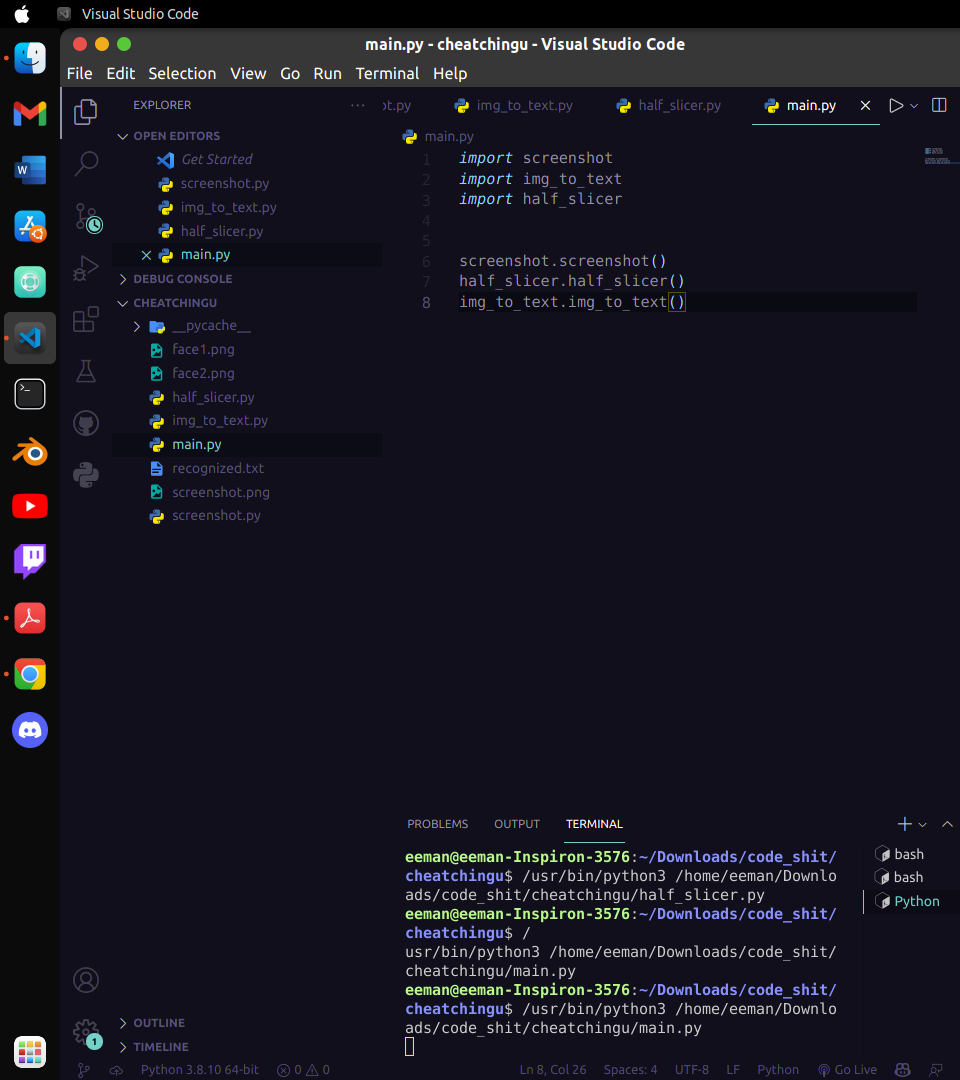 Visual Studio Code
main.py - cheatchingu - Visual Studio Code
File Edit Selection View Go Run Terminal Help
EXPLORER
OPEN EDITORS
Get Started
screenshot.py
img_to_text.py
half_slicer.py
main.py
DEBUG CONSOLE
CHEATCHINGU
__pycache__
face1.png
face2.png
half_slicer.py
img_to_text.py
main.py
recognized.txt
screenshot.png
screenshot.py
OUTLINE
TIMELINE
ot.py img_to_text.py half_slicer.py main.py
main.py
1 import screenshot
2 import img_to_text
3 import half_slicer
4
5
6 screenshot.screenshot()
7 half_slicer.half_slicer()
8 img_to_text.img_to_text()
PROBLEMS OUTPUT TERMINAL
eeman@eeman-Inspiron-3576:~/Downloads/code_shit/
cheatchingu$ /usr/bin/python3 /home/eeman/Downlo
ads/code_shit/cheatchingu/half_slicer.py
eeman@eeman-Inspiron-3576:~/Downloads/code_shit/
cheatchingu$ /
usr/bin/python3 /home/eeman/Downloads/code_shit/
cheatchingu/main.py
eeman@eeman-Inspiron-3576:~/Downloads/code_shit/
cheatchingu$ /usr/bin/python3 /home/eeman/Downlo
ads/code_shit/cheatchingu/main.py
bash
bash
Python
W
1
Python 3.8.10 64-bit 0 0 Ln 8, Col 26 Spaces: 4 UTF-8 LF Python Go Live